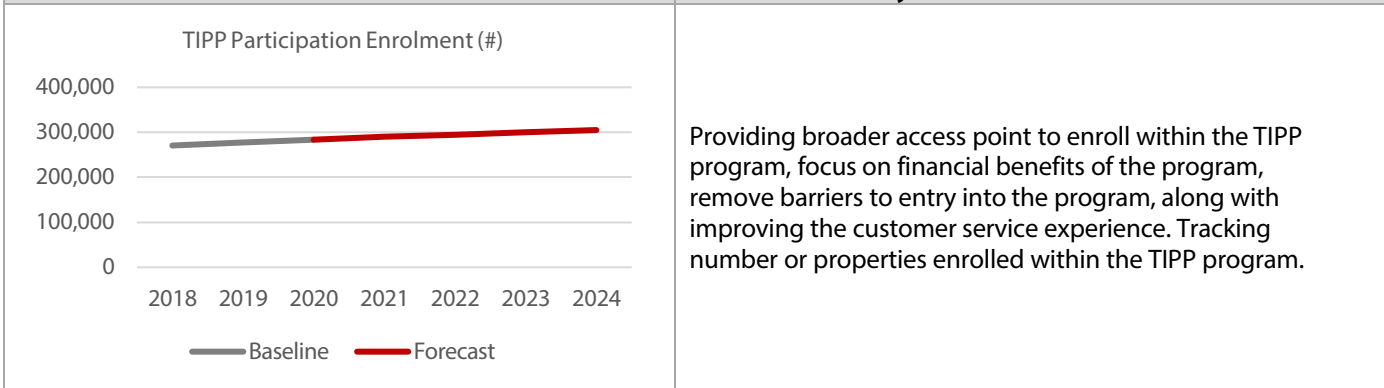 TIPP Participation Enrolment (#)
400,000
300,000
200,000
100,000
0
2018 2019 2020 2021 2022 2023 2024
Baseline Forecast
Providing broader access point to enroll within the TIPP
program, focus on financial benefits of the program,
remove barriers to entry into the program, along with
improving the customer service experience. Tracking
number or properties enrolled within the TIPP program.